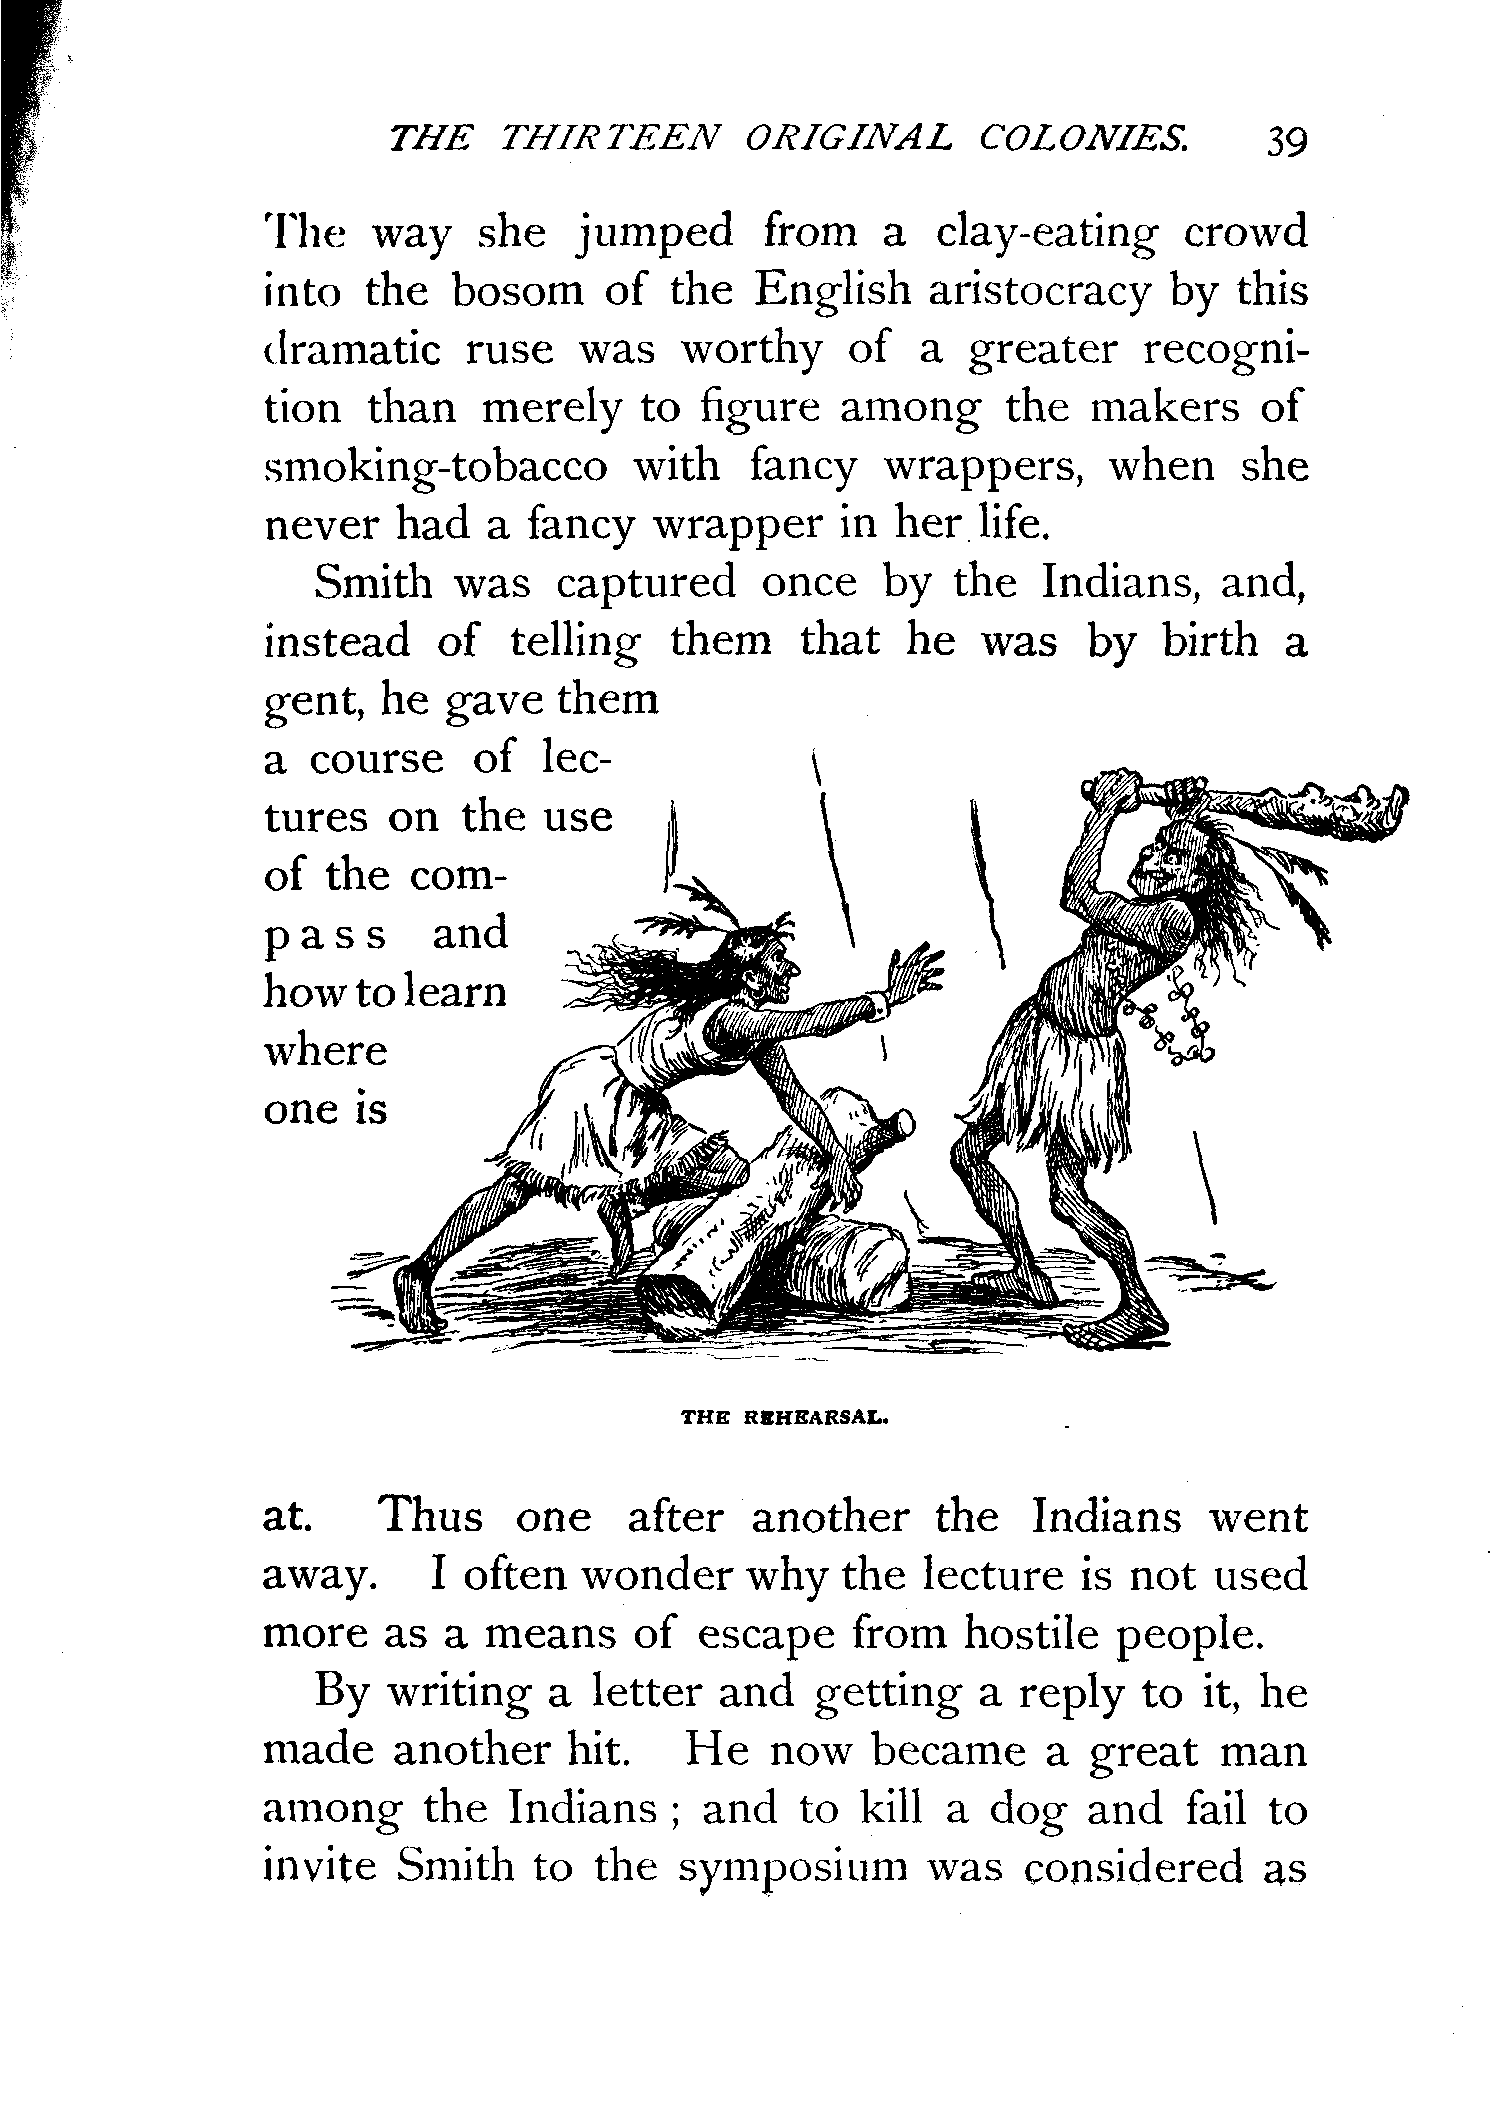 THE THIRTEEN ORIGINAL COLONIES. 39
The way she jumped from a clay-eating crowd
into the bosom of the English aristocracy by this
dramatic ruse was worthy of a greater recogni-
tion than merely to figure among the makers of
smoking-tobacco with fancy wrappers, when she
never had a fancy wrapper in her life.
Smith was captured once by the Indians, and,
instead of telling them that he was by birth a
gent, he gave them
a course of lec-
tures on the use
of the com-
pass and
how to learn
where
one is
THE REHEARSAL.
at. Thus one after another the Indians went
away. I often wonder why the lecture is not used
more as a means of escape from hostile people.
By writing a letter and getting a reply to it, he
made another hit. He now became a great man
among the Indians ; and to kill a dog and fail to
invite Smith to the symposium was considered as